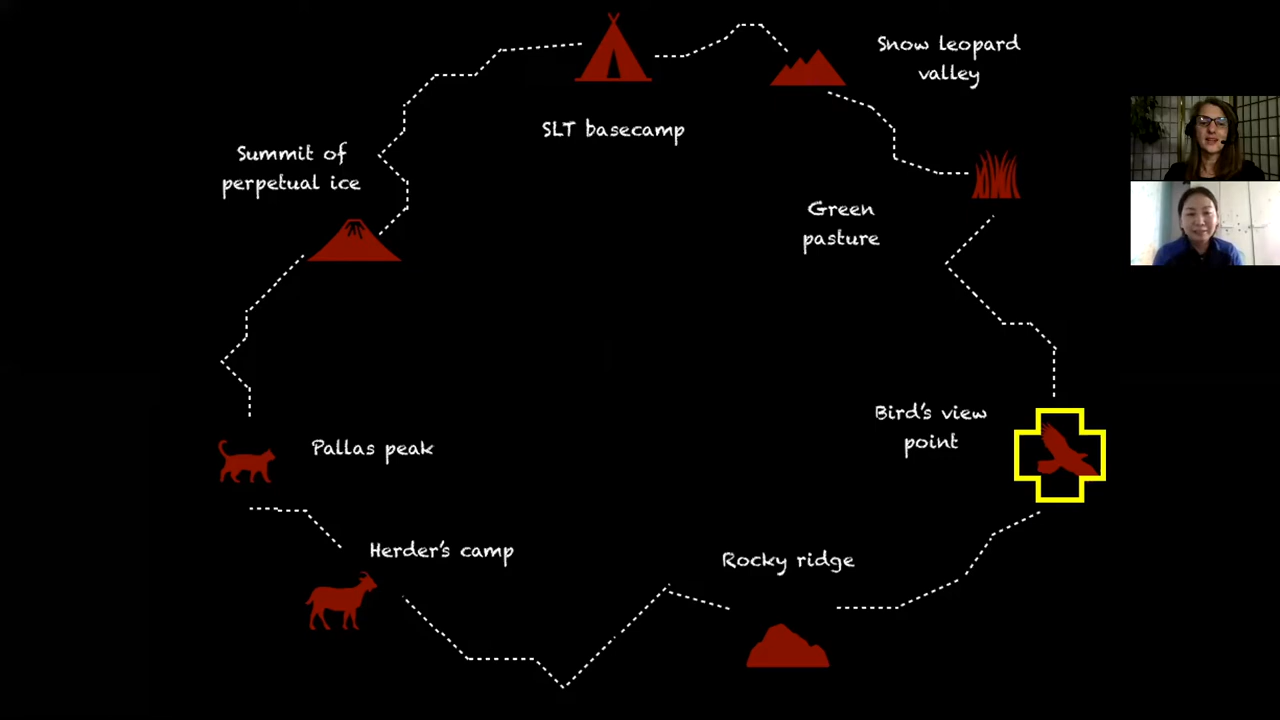 Snow leopard
valley
SLT basecamp
Summit of
perpetual ice
Green
pasture
Bird's view
point
Pallas peak
Herder's camp
Rocky ridge